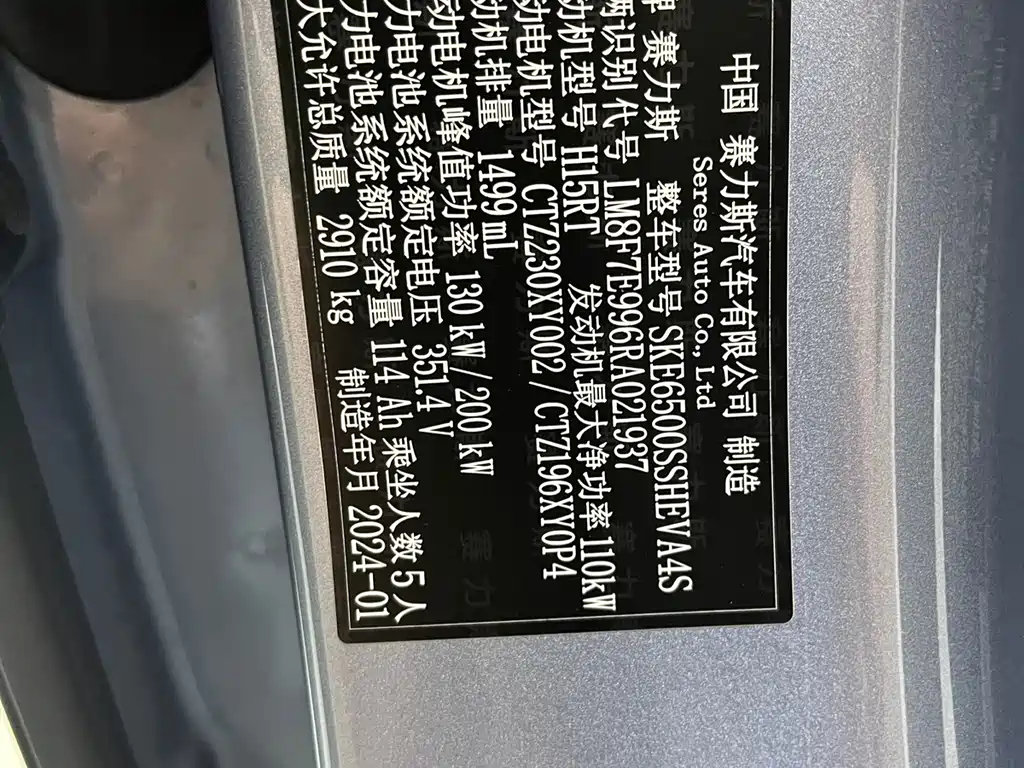 中国 赛力斯汽车有限公司 制造
Seres Auto Co., Ltd
牌 赛力斯 整车型号 SKE6500SSHEVA4S
辆识别代号 LM8F7E996RA021937
动机型号 H15RT 发动机最大净功率 110kW
动电机型号 CTZ230XY002/CTZ196XY0P4
动机排量 1499 mL
动电机峰值功率 130 kW/200 kW
力电池系统额定电压 351.4 V
力电池系统额定容量 114 Ah 乘坐人数 5 人
大允许总质量 2910 kg 制造年月 2024-01